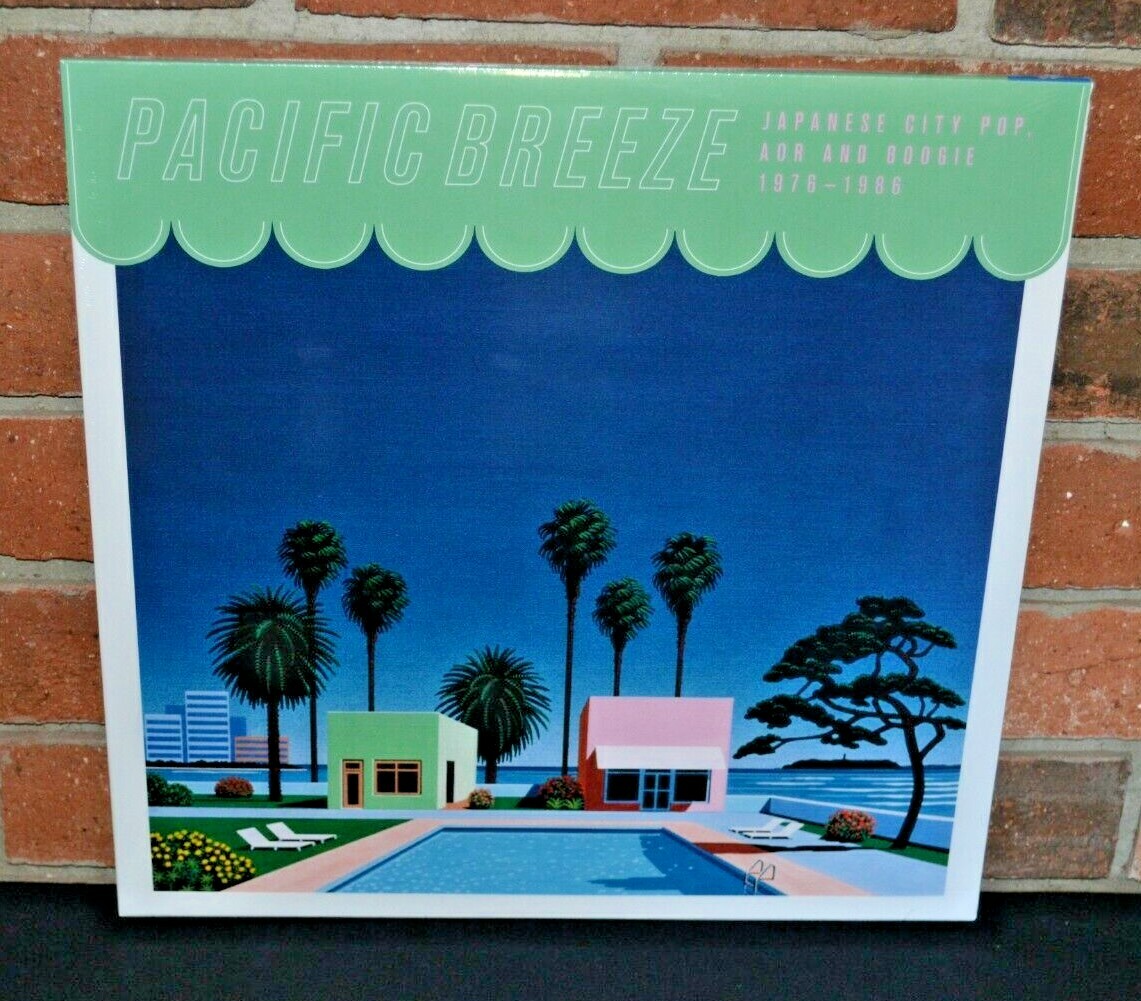 PACIFIC BREEZE
JAPANESE CITY POP,
AOR AND BOOGIE
1976–1986